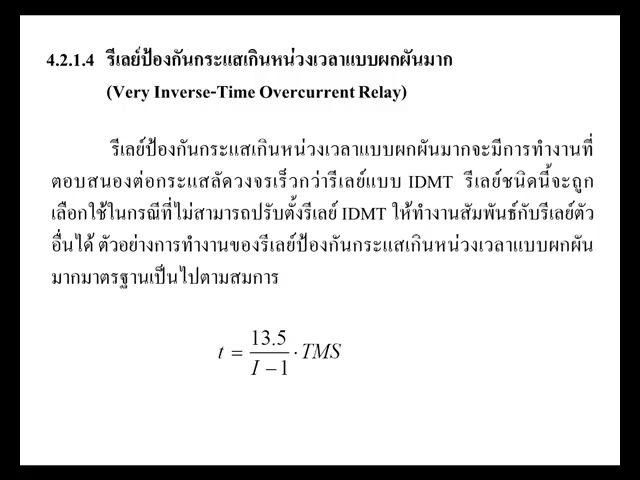 4.2.1.4 รีเลย์ป้องกันกระแสเกินหน่วงเวลาแบบผกผันมาก
(Very Inverse-Time Overcurrent Relay)
รีเลย์ป้องกันกระแสเกินหน่วงเวลาแบบผกผันมากจะมีการทำงานที่
ตอบสนองต่อกระแสลัดวงจรเร็วกว่ารีเลย์แบบ IDMT รีเลย์ชนิดนี้จะถูก
เลือกใช้ในกรณีที่ไม่สามารถปรับตั้งรีเลย์ IDMT ให้ทำงานสัมพันธ์กับรีเลย์ตัว
อื่นได้ ตัวอย่างการทำงานของรีเลย์ป้องกันกระแสเกินหน่วงเวลาแบบผกผัน
มากมาตรฐานเป็นไปตามสมการ
t = 13.5 / (I − 1) · TMS